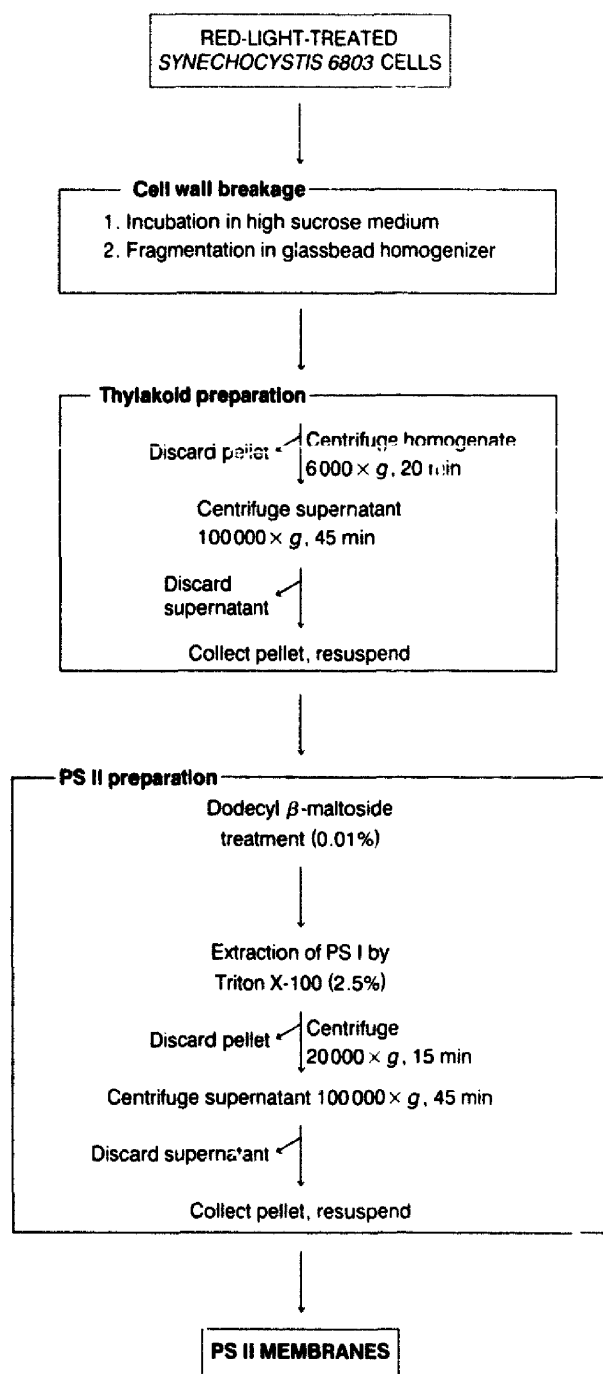 RED-LIGHT-TREATED
SYNECHOCYSTIS 6803 CELLS
Cell wall breakage
1. Incubation in high sucrose medium
2. Fragmentation in glassbead homogenizer
Thylakoid preparation
Discard pellet
Centrifuge homogenate
6000 × g, 20 min
Centrifuge supernatant
100000 × g, 45 min
Discard
supernatant
Collect pellet, resuspend
PS II preparation
Dodecyl β-maltoside
treatment (0.01%)
Extraction of PS I by
Triton X-100 (2.5%)
Discard pellet
Centrifuge
20000 × g, 15 min
Centrifuge supernatant 100000 × g, 45 min
Discard supernatant
Collect pellet, resuspend
PS II MEMBRANES